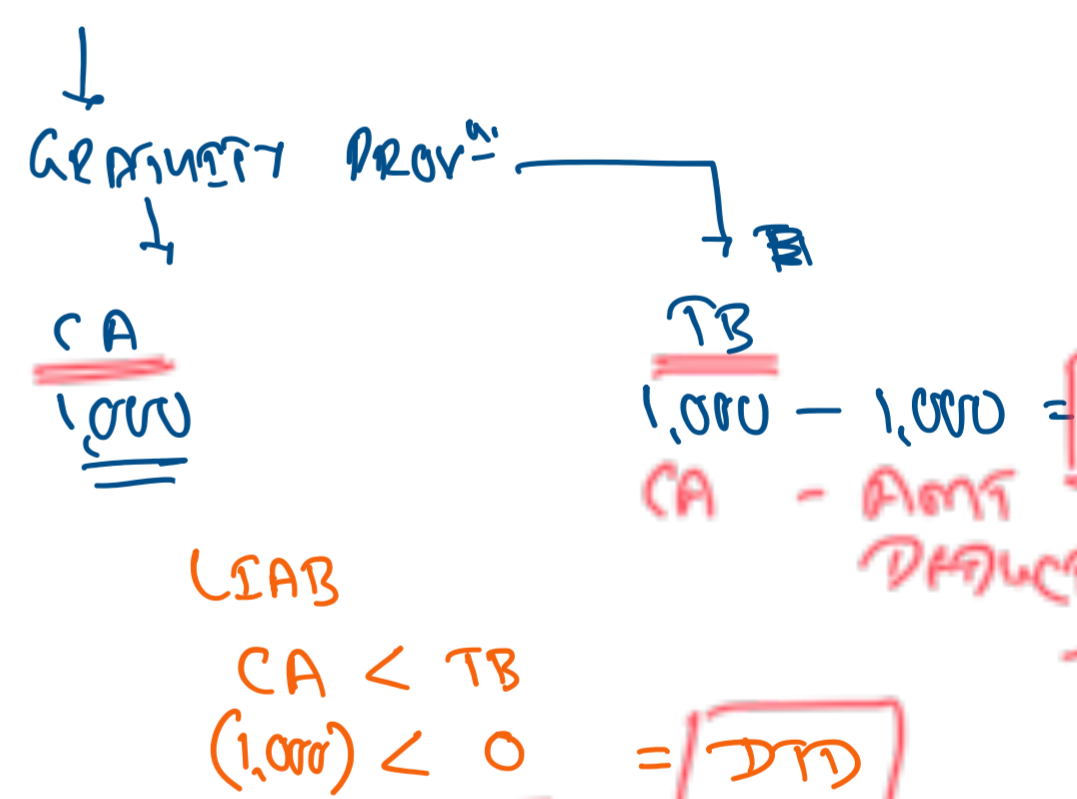 GRATUITY PROVⁿ.
CA TB
1,000 1,000 - 1,000 =
CA - AMT
DEDUCT
LIAB
CA < TB
(1,000) < 0 = DTD